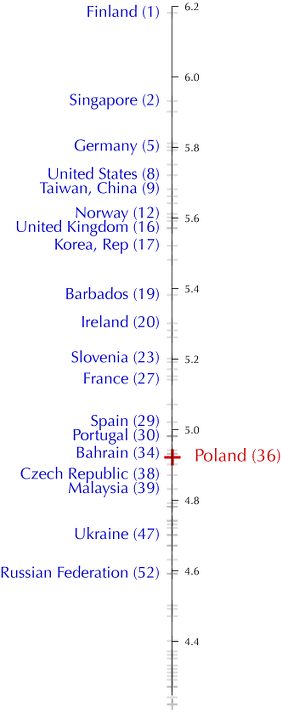 Finland (1)
6.2
6.0
Singapore (2)
Germany (5)
5.8
United States (8)
Taiwan, China (9)
Norway (12)
5.6
United Kingdom (16)
Korea, Rep (17)
Barbados (19)
5.4
Ireland (20)
Slovenia (23)
5.2
France (27)
Spain (29)
5.0
Portugal (30)
Bahrain (34)
Poland (36)
Czech Republic (38)
Malaysia (39)
4.8
Ukraine (47)
4.6
Russian Federation (52)
4.4